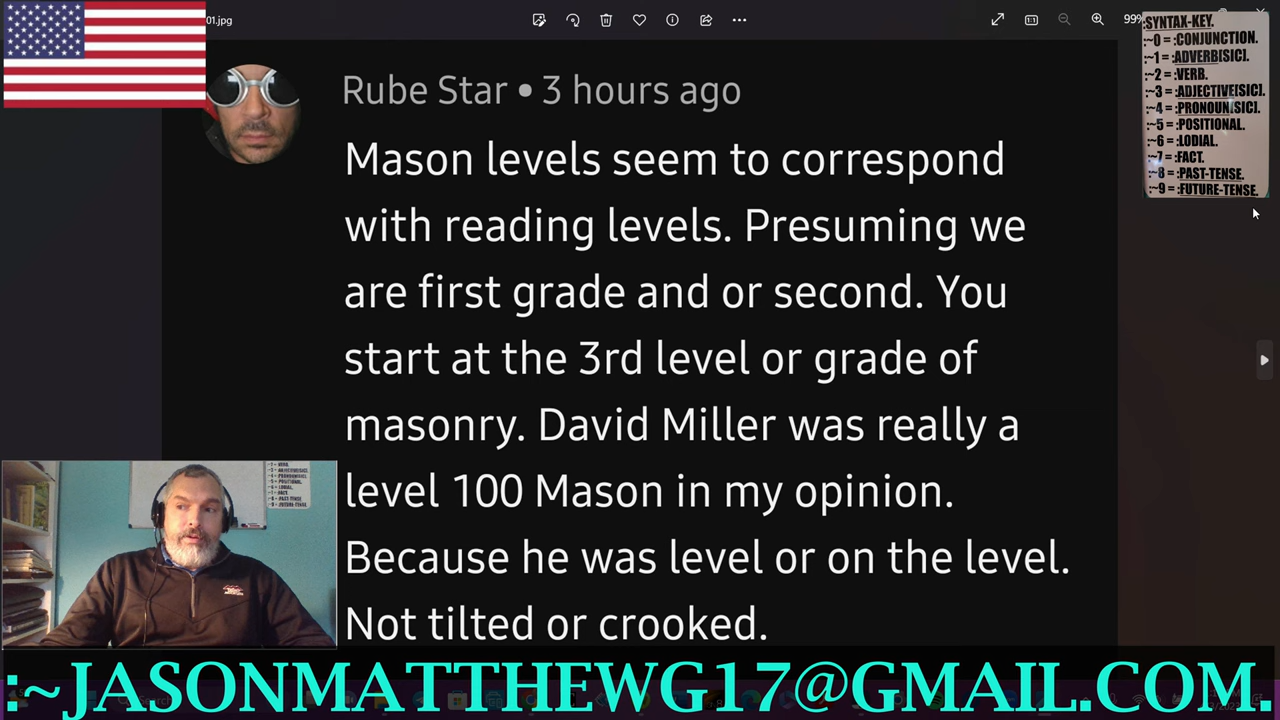 01.jpg
99%
Rube Star • 3 hours ago
Mason levels seem to correspond
with reading levels. Presuming we
are first grade and or second. You
start at the 3rd level or grade of
masonry. David Miller was really a
level 100 Mason in my opinion.
Because he was level or on the level.
Not tilted or crooked.
:SYNTAX-KEY.
:~0 = :CONJUNCTION.
:~1 = :ADVERB[SIC].
:~2 = :VERB.
:~3 = :ADJECTIVE[SIC].
:~4 = :PRONOUN[SIC].
:~5 = :POSITIONAL.
:~6 = :LODIAL.
:~7 = :FACT.
:~8 = :PAST-TENSE.
:~9 = :FUTURE-TENSE.
:~JASONMATTHEWG17@GMAIL.COM.